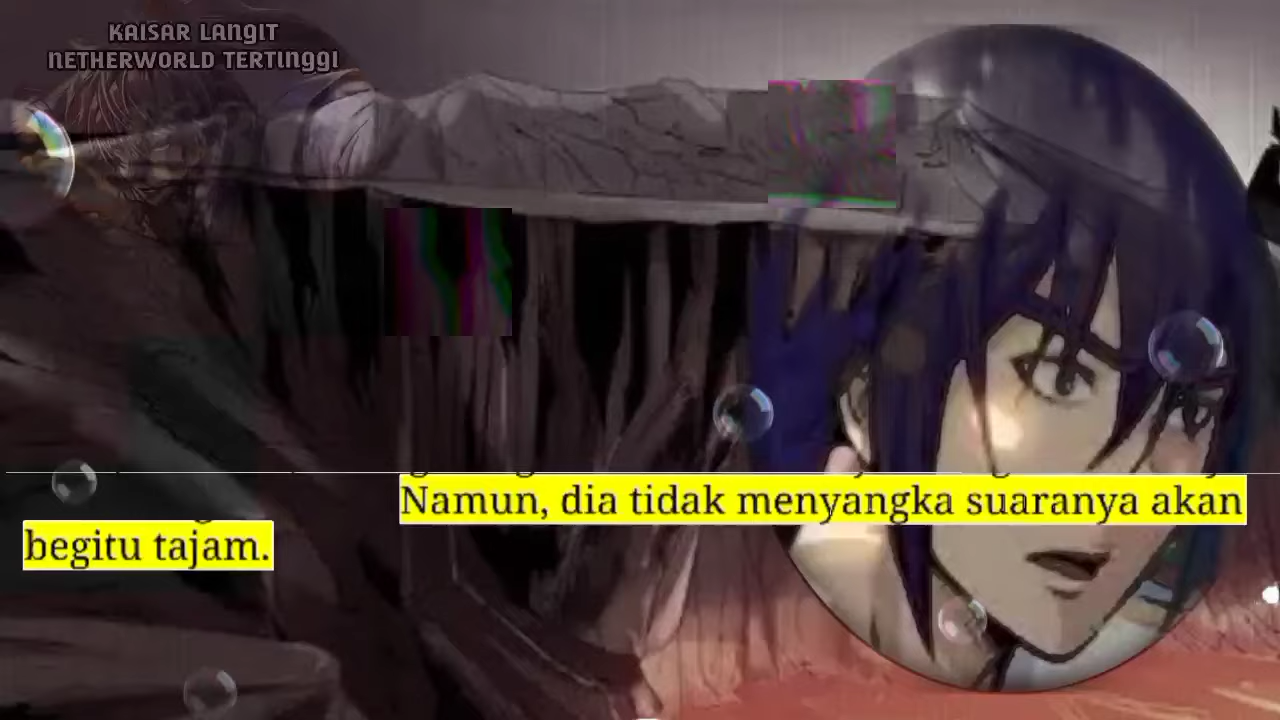 KAISAR LANGIT
NETHERWORLD TERTINGGI
Namun, dia tidak menyangka suaranya akan
begitu tajam.